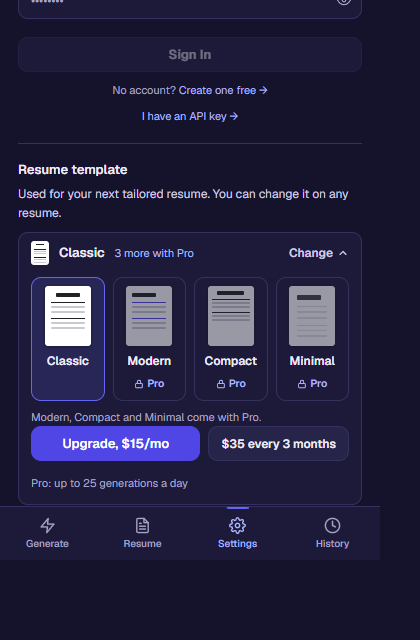 ••••••••
Sign In
No account? Create one free →
I have an API key →
Resume template
Used for your next tailored resume. You can change it on any
resume.
Classic 3 more with Pro Change
Classic Modern Compact Minimal
Pro Pro Pro
Modern, Compact and Minimal come with Pro.
Upgrade, $15/mo $35 every 3 months
Pro: up to 25 generations a day
Generate Resume Settings History